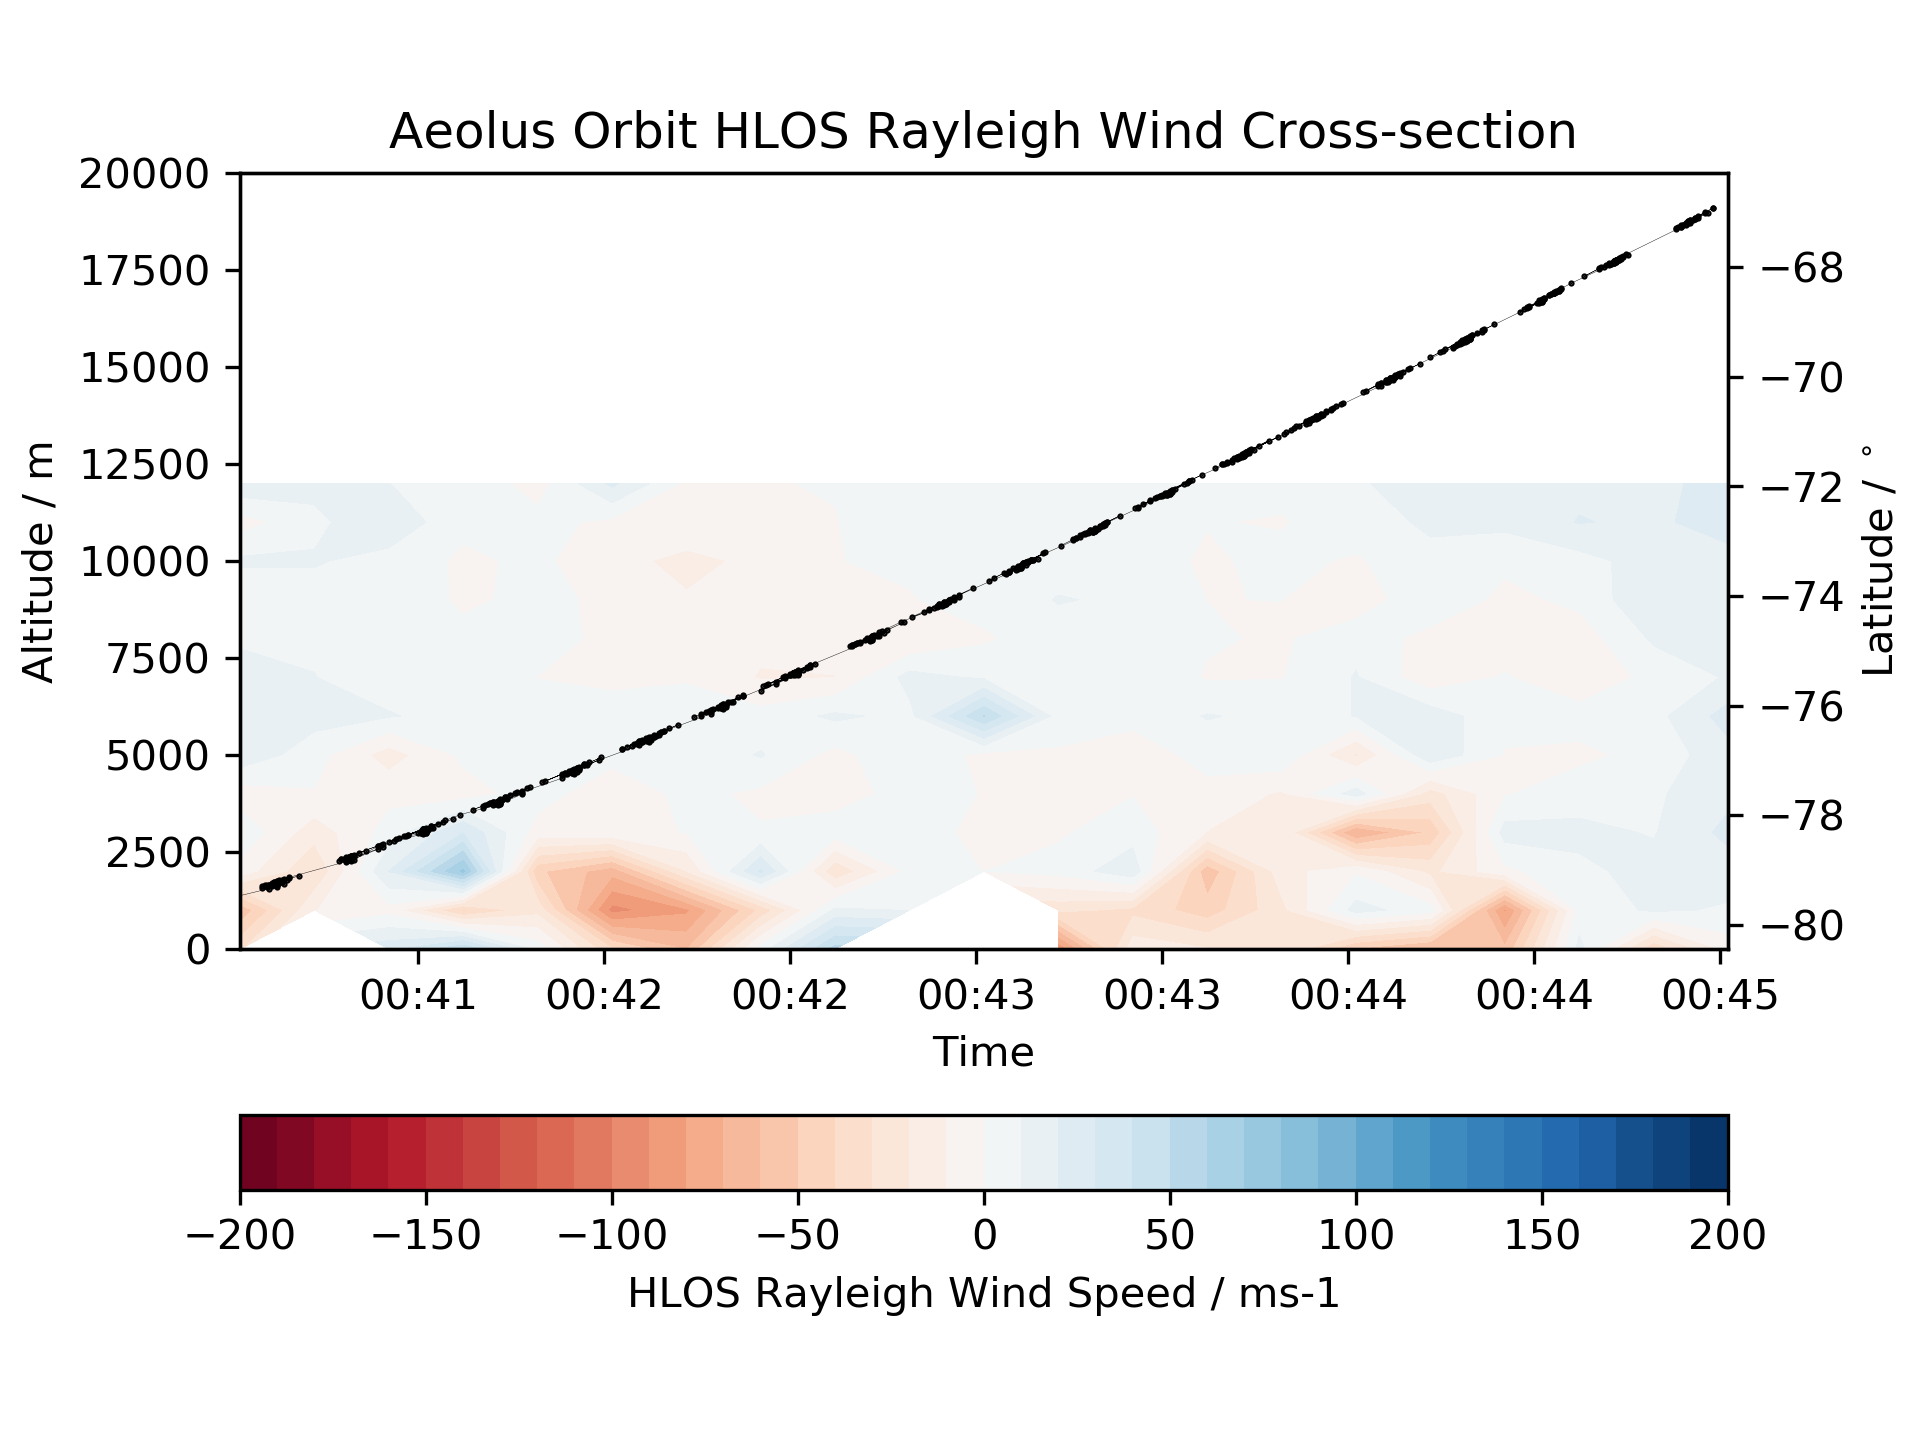 Aeolus Orbit HLOS Rayleigh Wind Cross-section
20000
17500
15000
12500
10000
7500
5000
2500
0
Altitude / m
−68
−70
−72
−74
−76
−78
−80
Latitude / °
00:41 00:42 00:42 00:43 00:43 00:44 00:44 00:45
Time
−200 −150 −100 −50 0 50 100 150 200
HLOS Rayleigh Wind Speed / ms-1